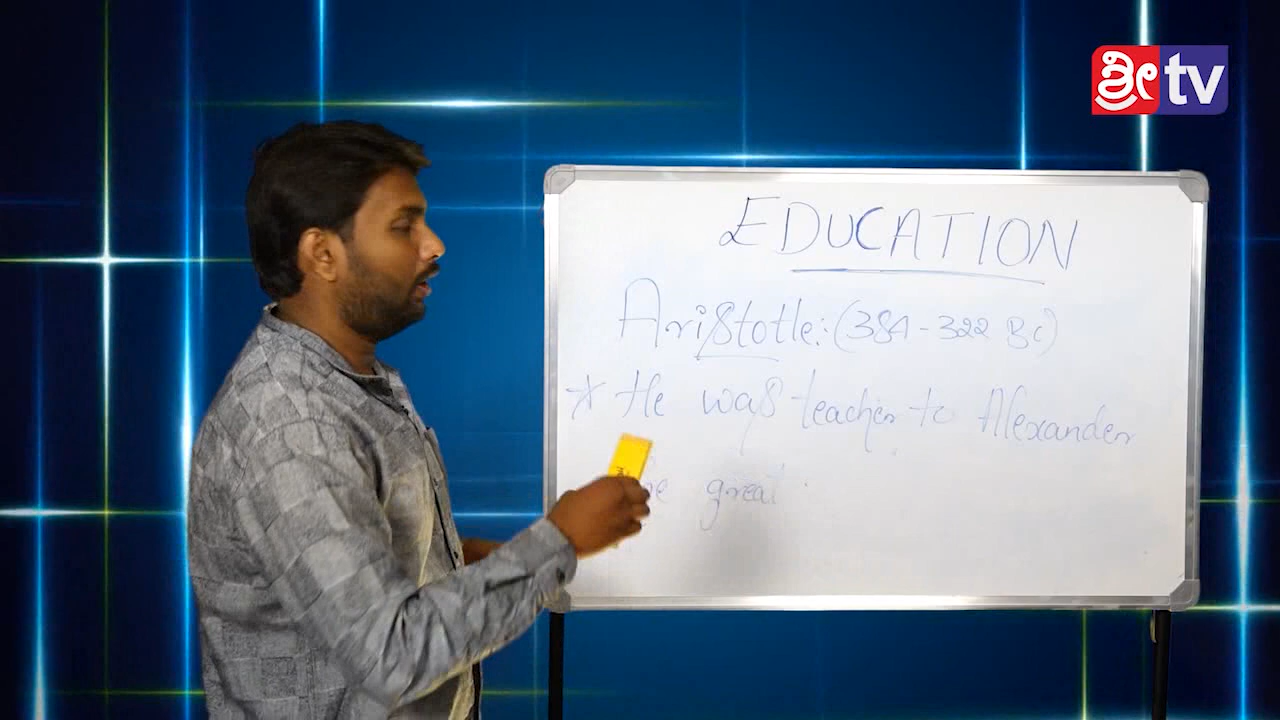 శ్రీ tv
EDUCATION
Aristotle: (384-322 BC)
* He was teacher to Alexander
great